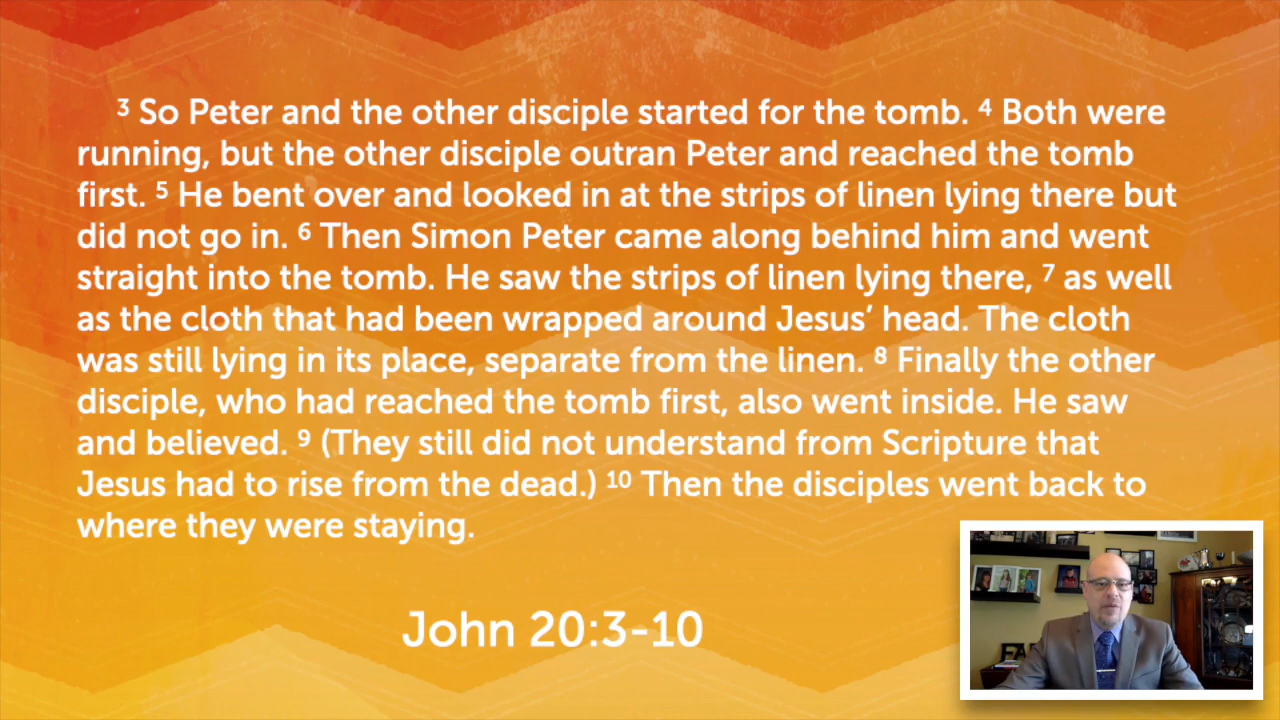 3 So Peter and the other disciple started for the tomb. 4 Both were
running, but the other disciple outran Peter and reached the tomb
first. 5 He bent over and looked in at the strips of linen lying there but
did not go in. 6 Then Simon Peter came along behind him and went
straight into the tomb. He saw the strips of linen lying there, 7 as well
as the cloth that had been wrapped around Jesus’ head. The cloth
was still lying in its place, separate from the linen. 8 Finally the other
disciple, who had reached the tomb first, also went inside. He saw
and believed. 9 (They still did not understand from Scripture that
Jesus had to rise from the dead.) 10 Then the disciples went back to
where they were staying.
John 20:3-10